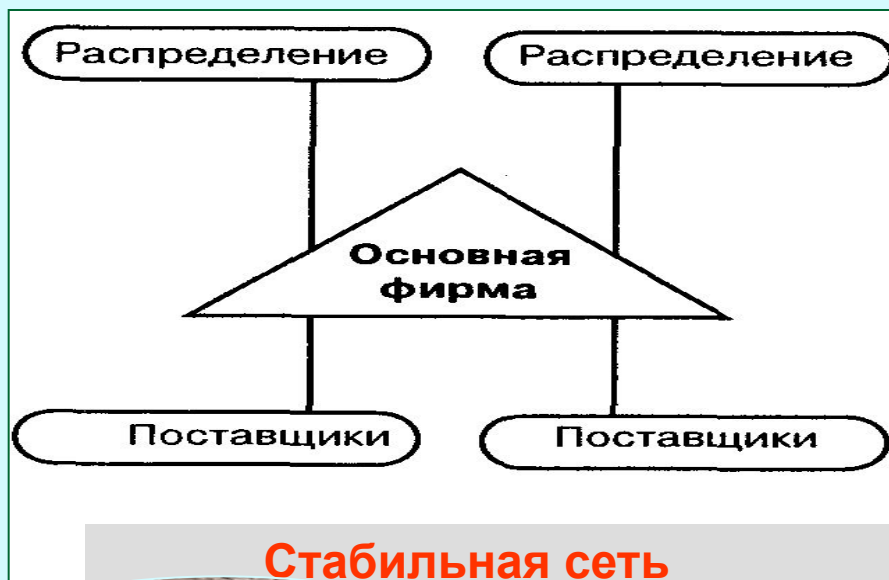 Распределение
Распределение
Основная
фирма
Поставщики
Поставщики
Стабильная сеть